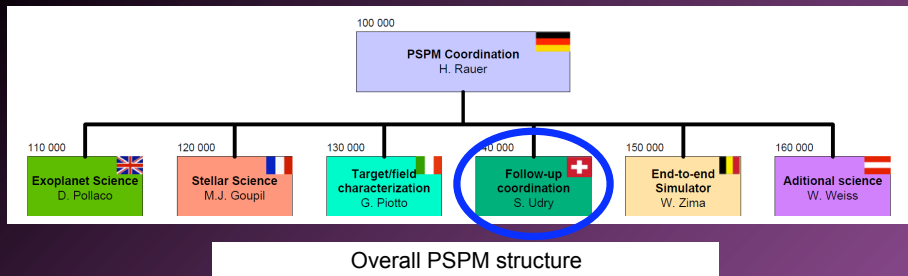 100 000
PSPM Coordination
H. Rauer
110 000
Exoplanet Science
D. Pollaco
120 000
Stellar Science
M.J. Goupil
130 000
Target/field
characterization
G. Piotto
40 000
Follow-up
coordination
S. Udry
150 000
End-to-end
Simulator
W. Zima
160 000
Aditional science
W. Weiss
Overall PSPM structure